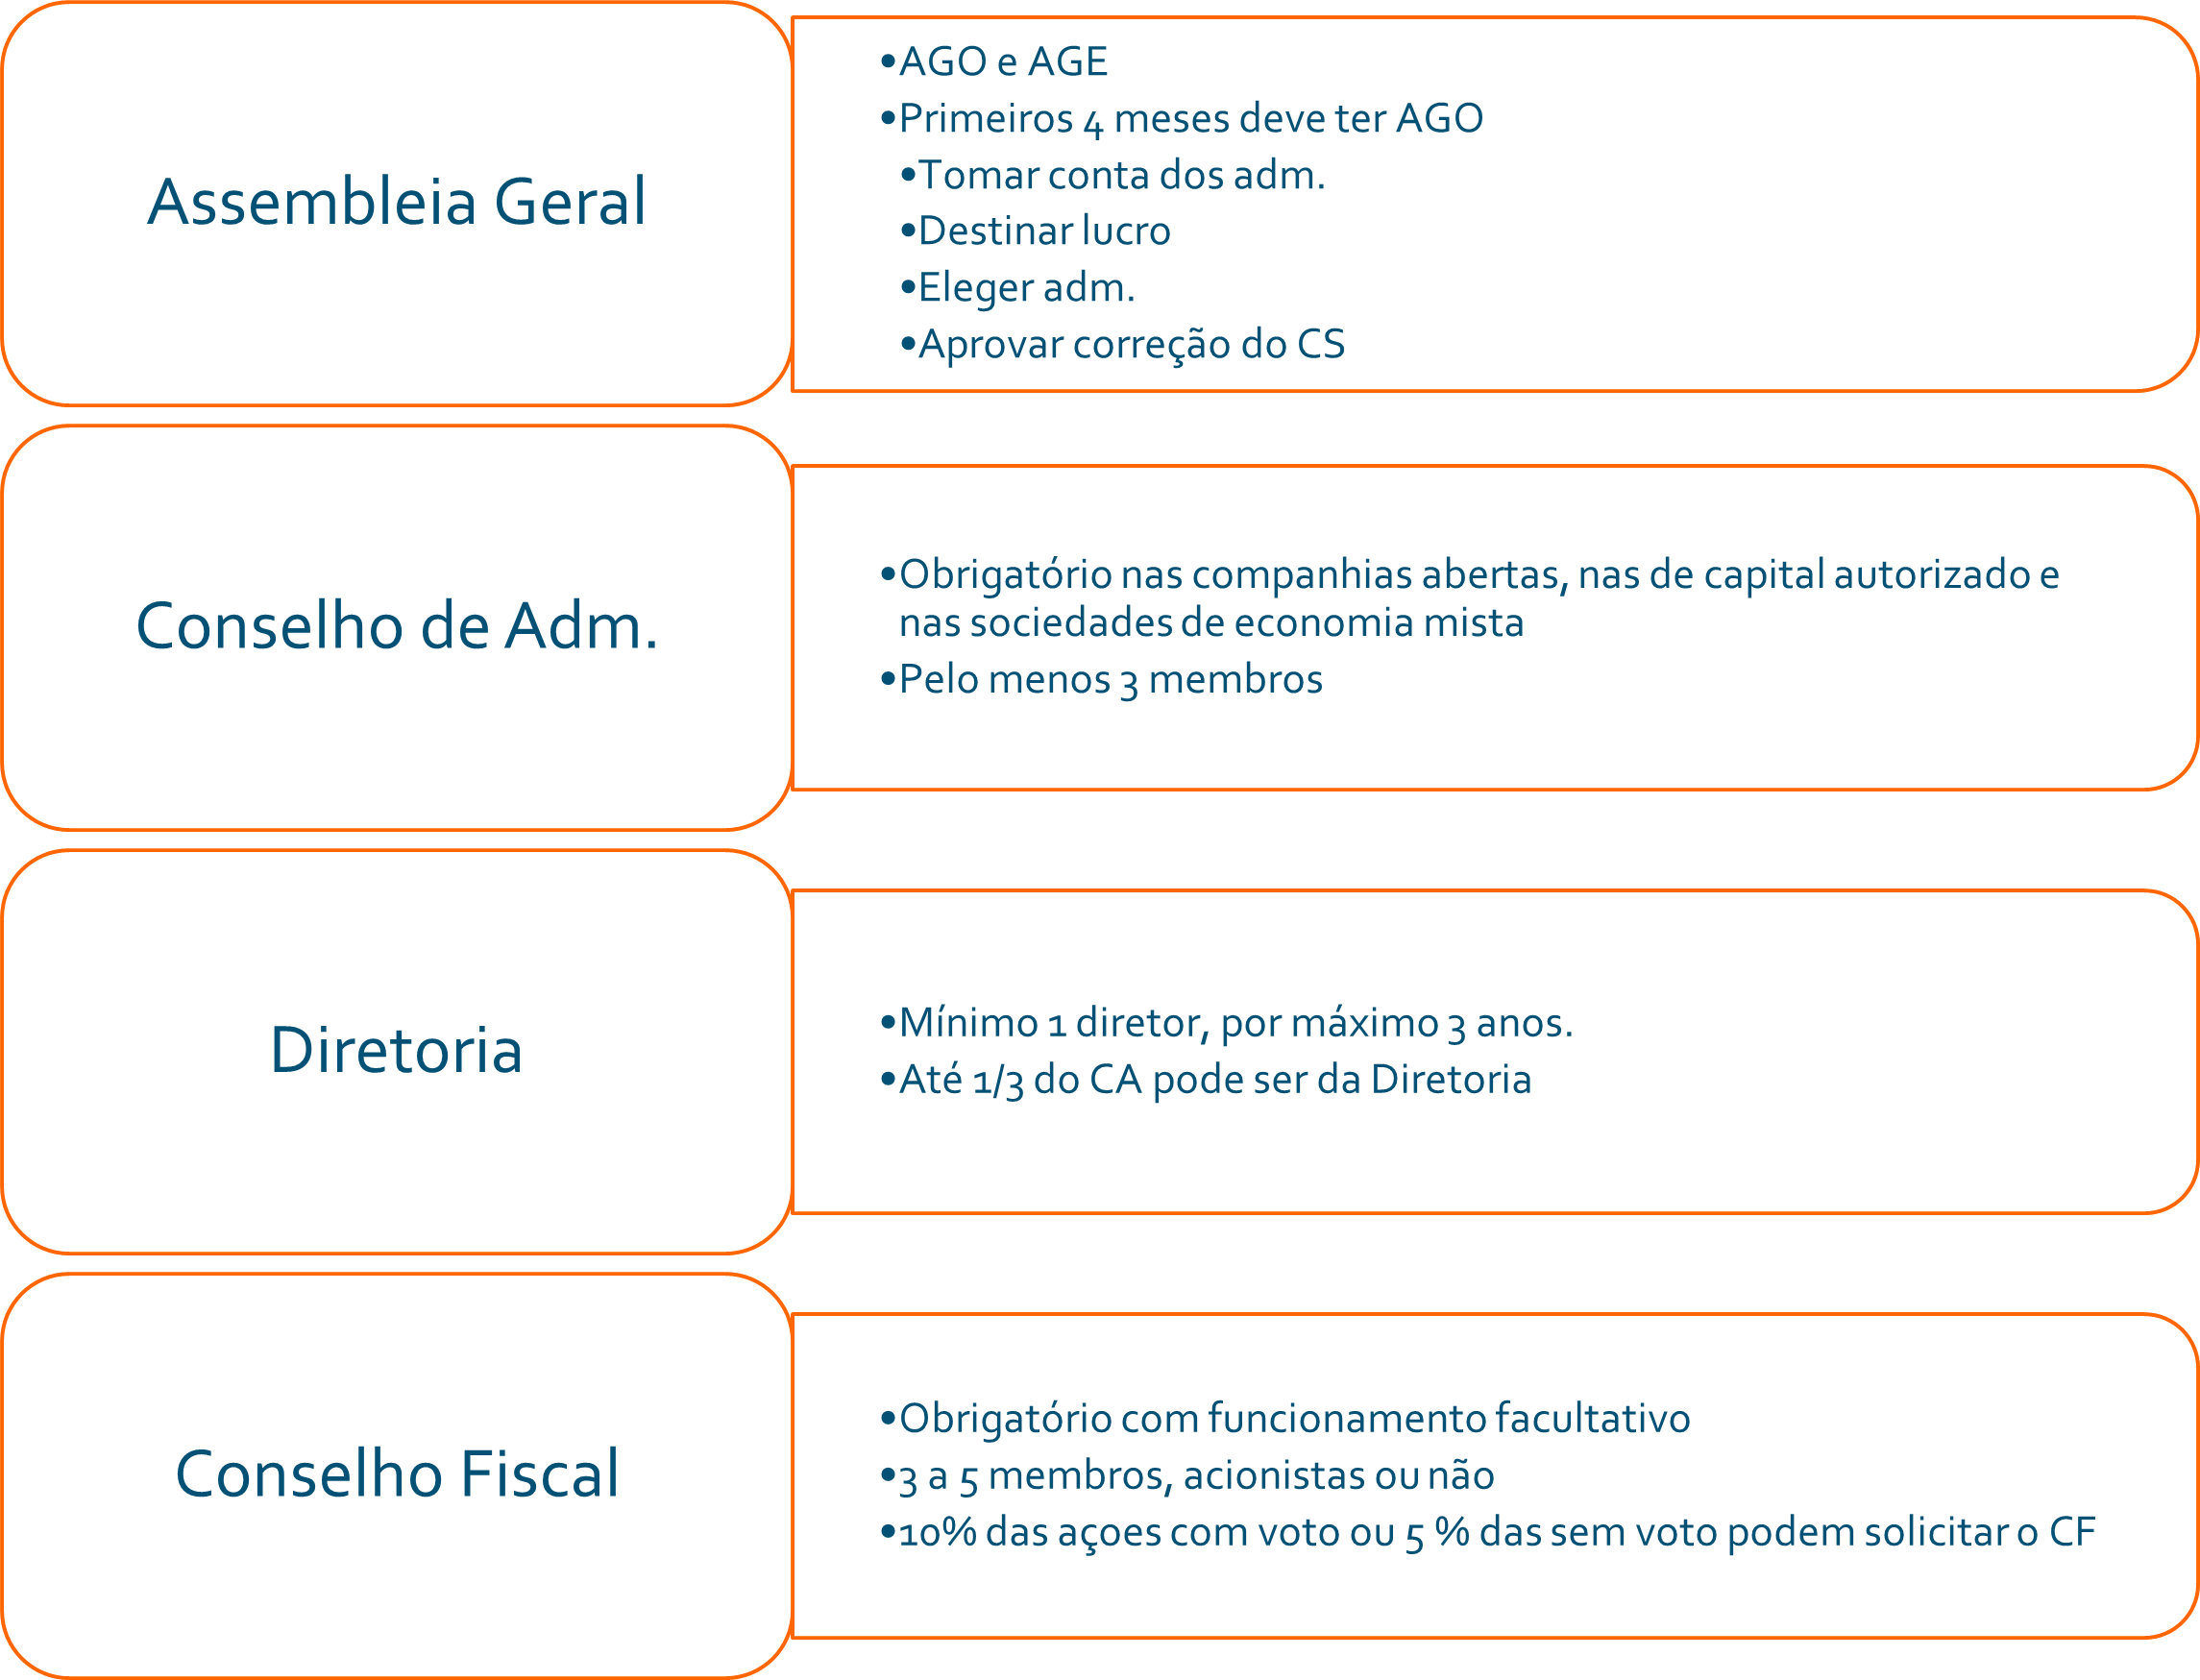 Assembleia Geral
•AGO e AGE
•Primeiros 4 meses deve ter AGO
•Tomar conta dos adm.
•Destinar lucro
•Eleger adm.
•Aprovar correção do CS
Conselho de Adm.
•Obrigatório nas companhias abertas, nas de capital autorizado e
nas sociedades de economia mista
•Pelo menos 3 membros
Diretoria
•Mínimo 1 diretor, por máximo 3 anos.
•Até 1/3 do CA pode ser da Diretoria
Conselho Fiscal
•Obrigatório com funcionamento facultativo
•3 a 5 membros, acionistas ou não
•10% das açoes com voto ou 5 % das sem voto podem solicitar o CF